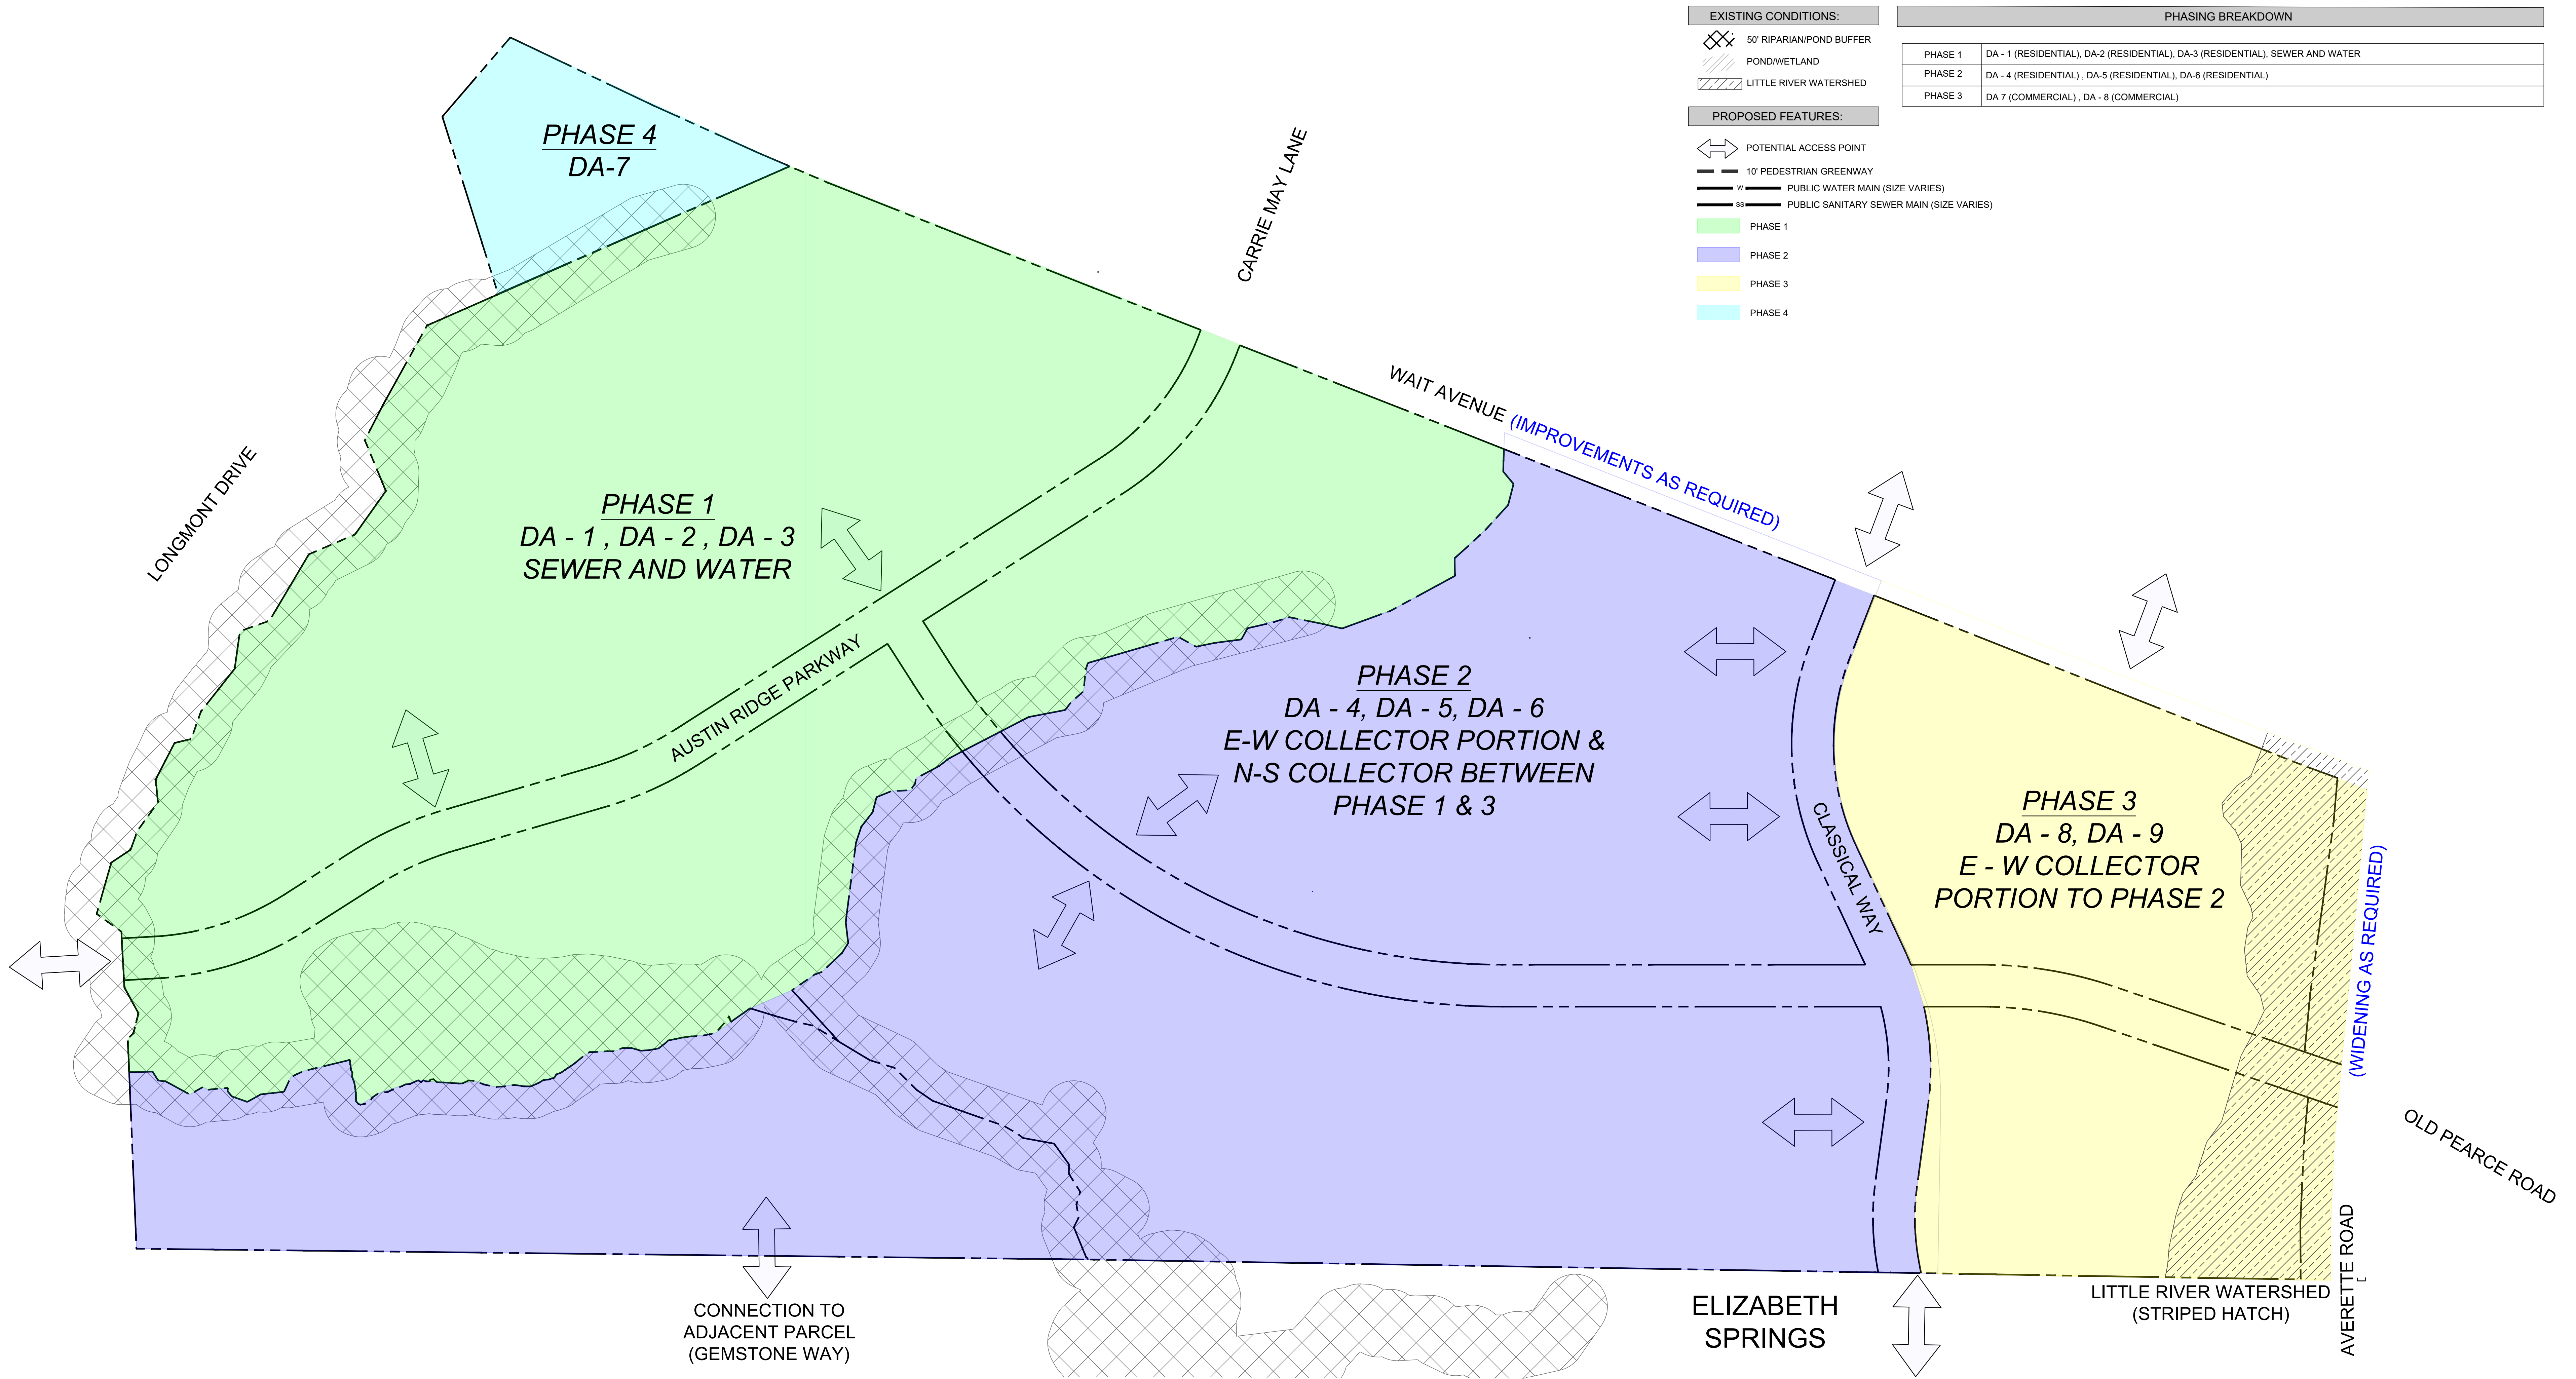 EXISTING CONDITIONS:
50' RIPARIAN/POND BUFFER
POND/WETLAND
LITTLE RIVER WATERSHED
PROPOSED FEATURES:
POTENTIAL ACCESS POINT
10' PEDESTRIAN GREENWAY
W PUBLIC WATER MAIN (SIZE VARIES)
SS PUBLIC SANITARY SEWER MAIN (SIZE VARIES)
PHASE 1
PHASE 2
PHASE 3
PHASE 4
PHASING BREAKDOWN
PHASE 1 DA - 1 (RESIDENTIAL), DA-2 (RESIDENTIAL), DA-3 (RESIDENTIAL), SEWER AND WATER
PHASE 2 DA - 4 (RESIDENTIAL) , DA-5 (RESIDENTIAL), DA-6 (RESIDENTIAL)
PHASE 3 DA 7 (COMMERCIAL) , DA - 8 (COMMERCIAL)
PHASE 4
DA-7
CARRIE MAY LANE
WAIT AVENUE (IMPROVEMENTS AS REQUIRED)
LONGMONT DRIVE
PHASE 1
DA - 1 , DA - 2 , DA - 3
SEWER AND WATER
AUSTIN RIDGE PARKWAY
PHASE 2
DA - 4, DA - 5, DA - 6
E-W COLLECTOR PORTION &
N-S COLLECTOR BETWEEN
PHASE 1 & 3
CLASSICAL WAY
PHASE 3
DA - 8, DA - 9
E - W COLLECTOR
PORTION TO PHASE 2
(WIDENING AS REQUIRED)
OLD PEARCE ROAD
AVERETTE ROAD
CONNECTION TO
ADJACENT PARCEL
(GEMSTONE WAY)
ELIZABETH
SPRINGS
LITTLE RIVER WATERSHED
(STRIPED HATCH)